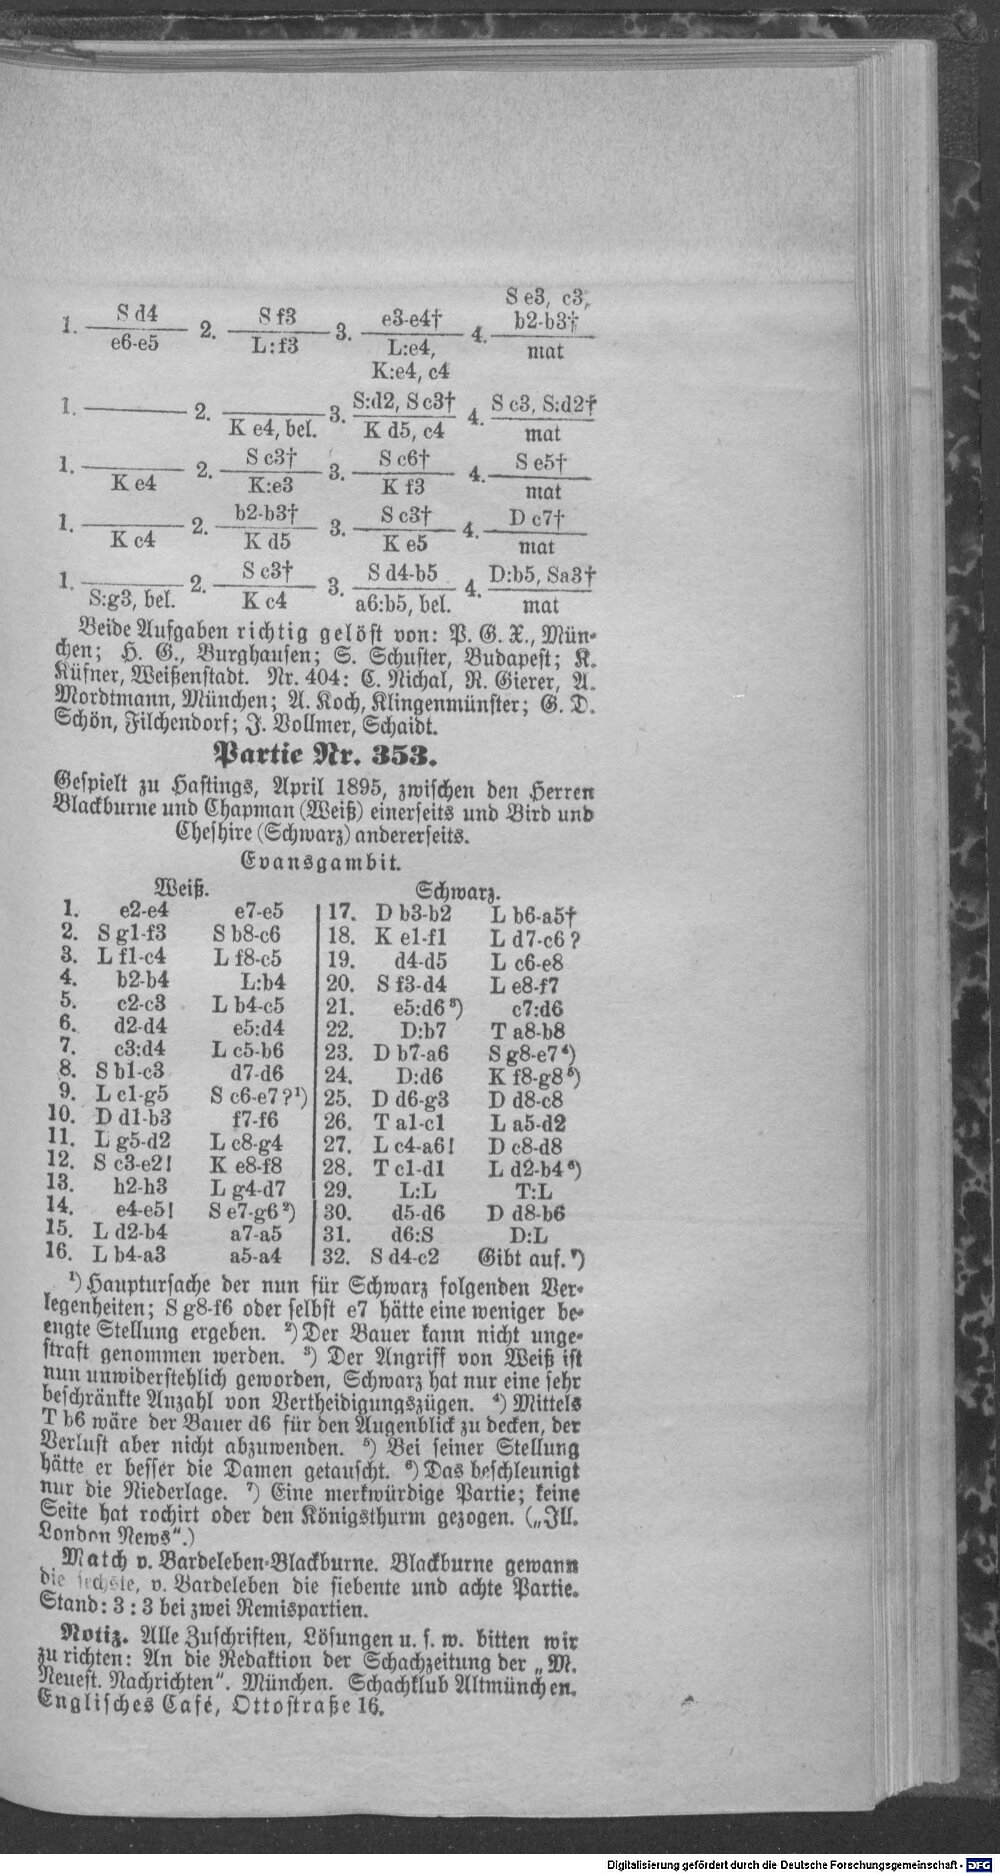 S e3, c3,
1. S d4 2. S f3 3. e3-e4† 4. b2-b3†
e6-e5 L:f3 L:e4, mat
K:e4, c4
1. 2. 3. S:d2, S c3† 4. S c3, S:d2†
K e4, bel. K d5, c4 mat
1. 2. S c3† 3. S c6† 4. S e5†
K e4 K:e3 K f3 mat
1. 2. b2-b3† 3. S c3† 4. D c7†
K c4 K d5 K e5 mat
1. 2. S c3† 3. S d4-b5 4. D:b5, Sa3†
S:g3, bel. K c4 a6:b5, bel. mat
Beide Aufgaben richtig gelöst von: P. G. X., Mün-
chen; H. G., Burghausen; S. Schuster, Budapest; K.
Küfner, Weißenstadt. Nr. 404: C. Nichal, R. Gierer, A.
Mordtmann, München; A. Koch, Klingenmünster; G. D.
Schön, Filchendorf; J. Vollmer, Schaidt.
Partie Nr. 353.
Gespielt zu Hastings, April 1895, zwischen den Herren
Blackburne und Chapman (Weiß) einerseits und Bird und
Cheshire (Schwarz) andererseits.
Evansgambit.
Weiß. Schwarz.
1. e2-e4 e7-e5
2. S g1-f3 S b8-c6
3. L f1-c4 L f8-c5
4. b2-b4 L:b4
5. c2-c3 L b4-c5
6. d2-d4 e5:d4
7. c3:d4 L c5-b6
8. S b1-c3 d7-d6
9. L c1-g5 S c6-e7?¹)
10. D d1-b3 f7-f6
11. L g5-d2 L c8-g4
12. S c3-e2! K e8-f8
13. h2-h3 L g4-d7
14. e4-e5! S e7-g6²)
15. L d2-b4 a7-a5
16. L b4-a3 a5-a4
17. D b3-b2 L b6-a5†
18. K e1-f1 L d7-c6?
19. d4-d5 L c6-e8
20. S f3-d4 L e8-f7
21. e5:d6³) c7:d6
22. D:b7 T a8-b8
23. D b7-a6 S g8-e7⁴)
24. D:d6 K f8-g8⁵)
25. D d6-g3 D d8-c8
26. T a1-c1 L a5-d2
27. L c4-a6! D c8-d8
28. T c1-d1 L d2-b4⁶)
29. L:L T:L
30. d5-d6 D d8-b6
31. d6:S D:L
32. S d4-c2 Gibt auf.⁷)
¹) Hauptursache der nun für Schwarz folgenden Ver-
legenheiten; S g8-f6 oder selbst e7 hätte eine weniger be-
engte Stellung ergeben. ²) Der Bauer kann nicht unge-
straft genommen werden. ³) Der Angriff von Weiß ist
nun unwiderstehlich geworden, Schwarz hat nur eine sehr
beschränkte Anzahl von Vertheidigungszügen. ⁴) Mittels
T b6 wäre der Bauer d6 für den Augenblick zu decken, der
Verlust aber nicht abzuwenden. ⁵) Bei seiner Stellung
hätte er besser die Damen getauscht. ⁶) Das beschleunigt
nur die Niederlage. ⁷) Eine merkwürdige Partie; keine
Seite hat rochirt oder den Königsthurm gezogen. („Ill.
London News“.)
Match v. Bardeleben-Blackburne. Blackburne gewann
die sechste, v. Bardeleben die siebente und achte Partie.
Stand: 3 : 3 bei zwei Remispartien.
Notiz. Alle Zuschriften, Lösungen u. s. w. bitten wir
zu richten: An die Redaktion der Schachzeitung der „M.
Neuest. Nachrichten“. München. Schachklub Altmünchen.
Englisches Café, Ottostraße 16.
Digitalisierung gefördert durch die Deutsche Forschungsgemeinschaft - DFG